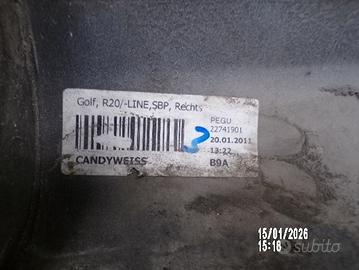 Golf, R20/-LINE,SBP, Rechts
PEGU
22741901
20.01.2011
13:22
CANDYWEISS
B9A
15/01/2026
15:18
subito